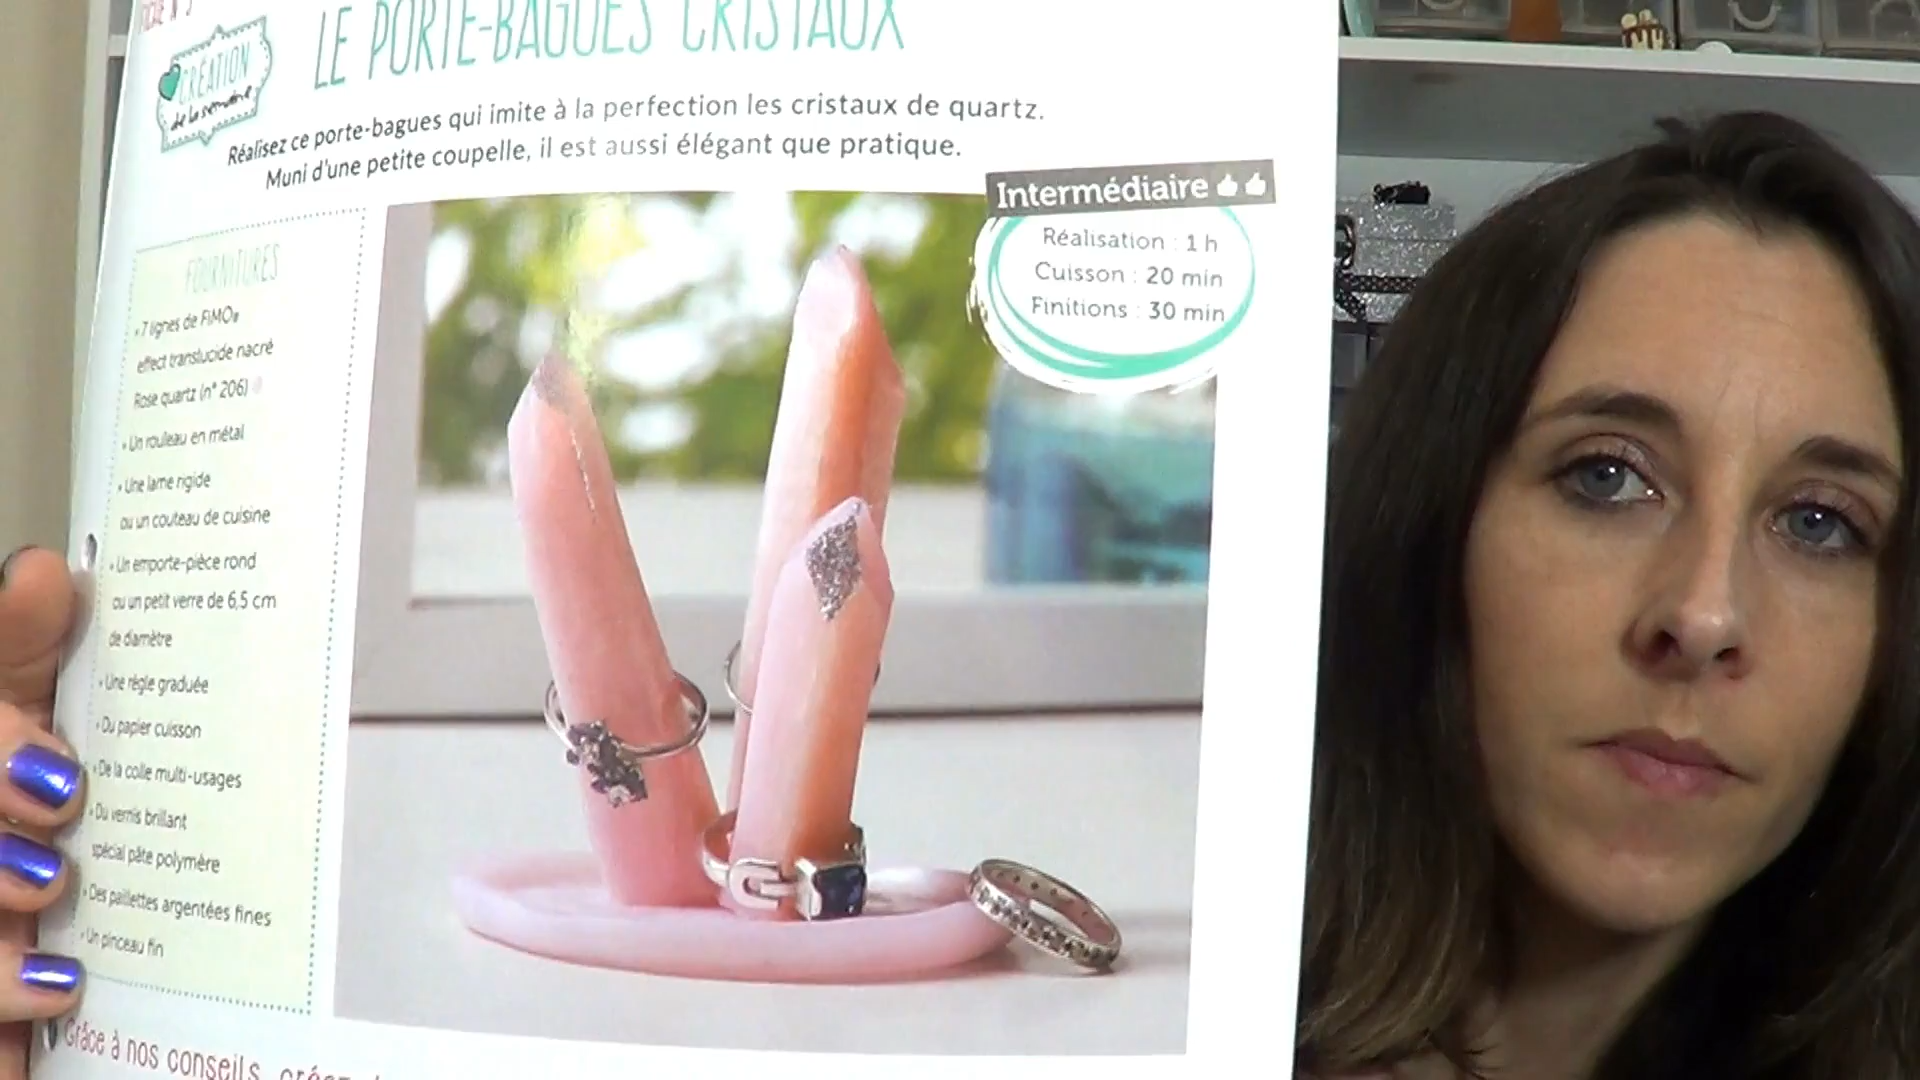 LE PORTE-BAGUES CRISTAUX
CRÉATION
de la semaine
Réalisez ce porte-bagues qui imite à la perfection les cristaux de quartz.
Muni d'une petite coupelle, il est aussi élégant que pratique.
Intermédiaire
Réalisation : 1 h
Cuisson : 20 min
Finitions : 30 min
FOURNITURES
• 7 lignes de FIMO®
effect translucide nacré
Rose quartz (n° 206)
• Un rouleau en métal
• Une lame rigide
ou un couteau de cuisine
• Un emporte-pièce rond
ou un petit verre de 6,5 cm
de diamètre
• Une règle graduée
• Du papier cuisson
• De la colle multi-usages
• Du vernis brillant
spécial pâte polymère
• Des paillettes argentées fines
• Un pinceau fin
Grâce à nos conseils,